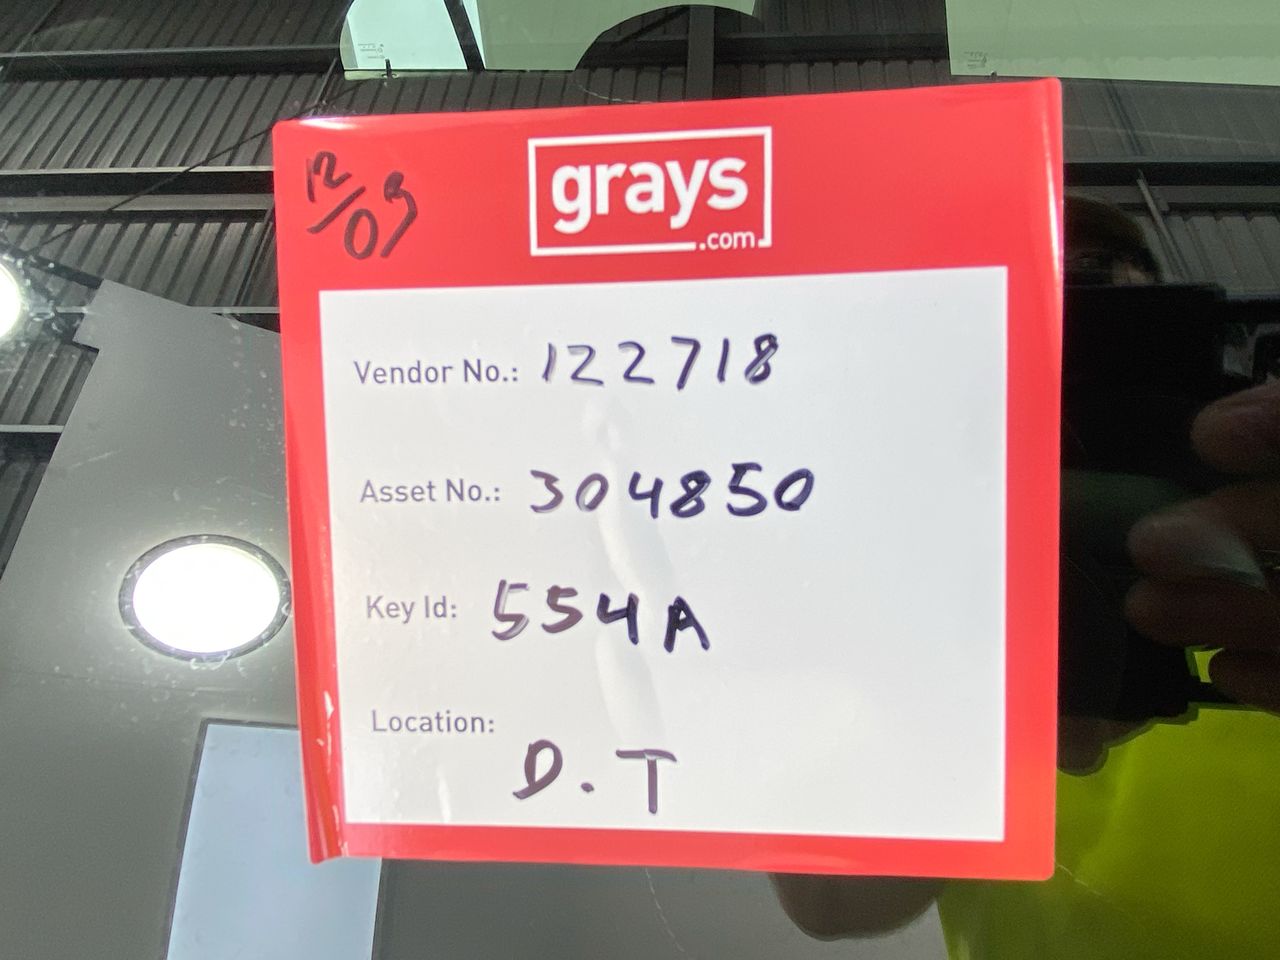 12/09
grays
.com
Vendor No.: 122718
Asset No.: 304850
Key Id: 554A
Location:
D.T